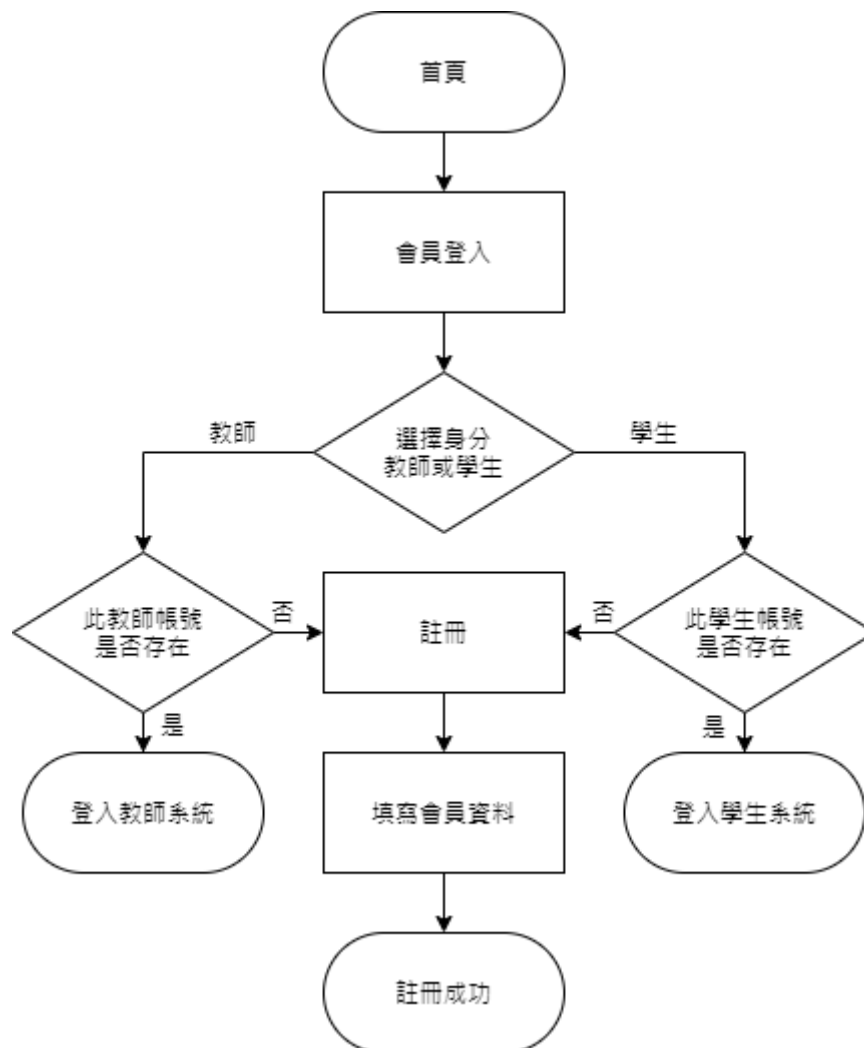 首頁
會員登入
教師
選擇身分
教師或學生
學生
此教師帳號
是否存在
否
註冊
否
此學生帳號
是否存在
是
是
登入教師系統
填寫會員資料
登入學生系統
註冊成功